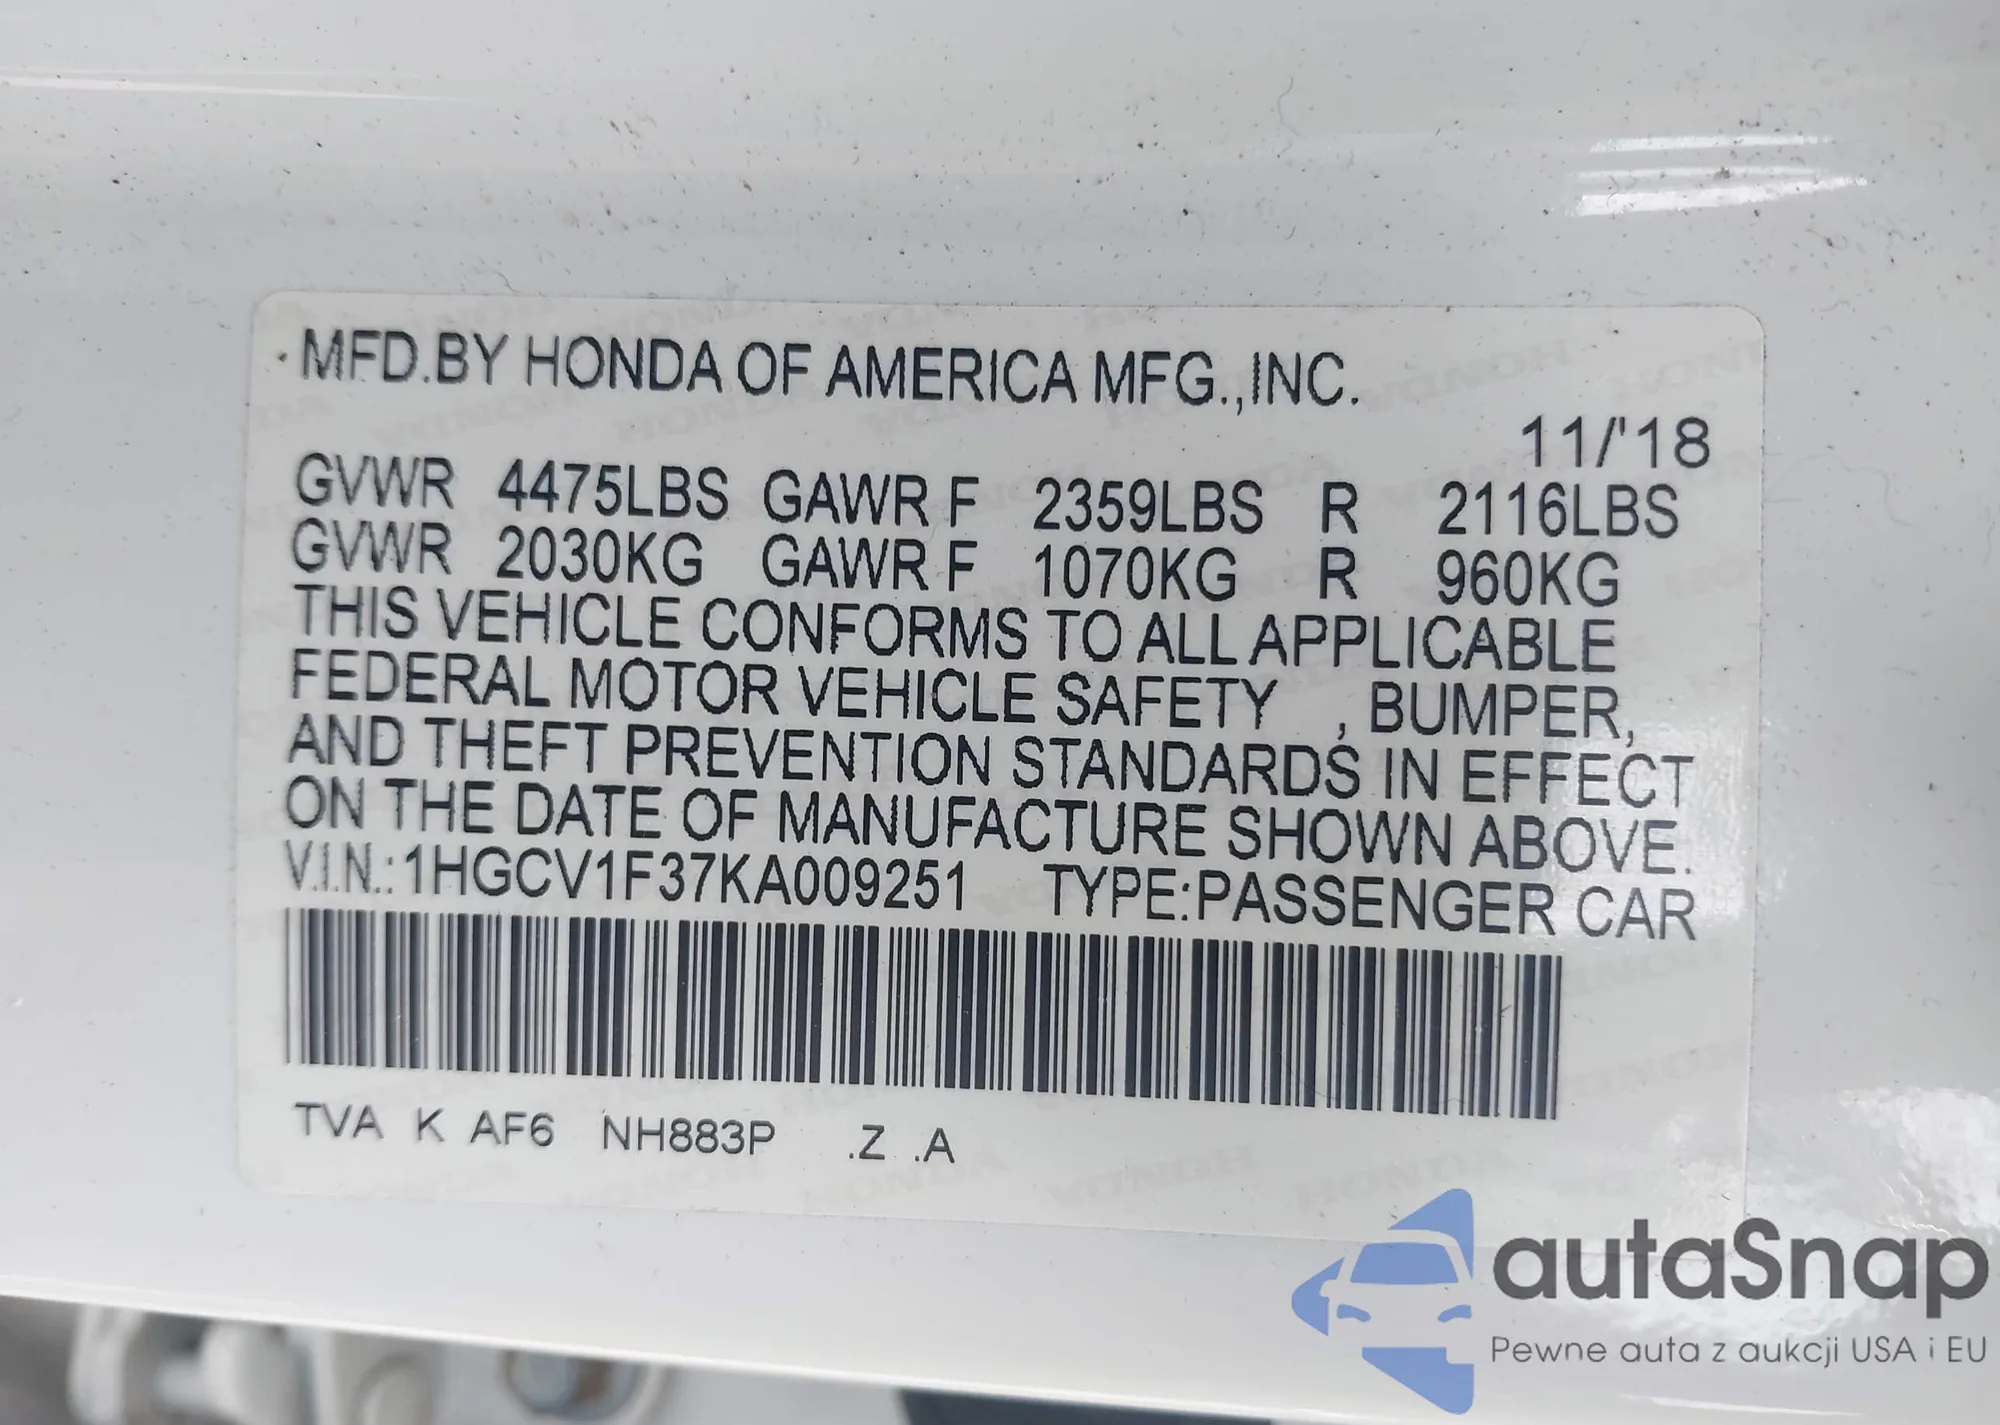 MFD.BY HONDA OF AMERICA MFG.,INC.
11/'18
GVWR 4475LBS GAWR F 2359LBS R 2116LBS
GVWR 2030KG GAWR F 1070KG R 960KG
THIS VEHICLE CONFORMS TO ALL APPLICABLE
FEDERAL MOTOR VEHICLE SAFETY , BUMPER,
AND THEFT PREVENTION STANDARDS IN EFFECT
ON THE DATE OF MANUFACTURE SHOWN ABOVE.
V.I.N.:1HGCV1F37KA009251 TYPE:PASSENGER CAR
TVA K AF6 NH883P .Z .A
autaSnap
Pewne auta z aukcji USA i EU